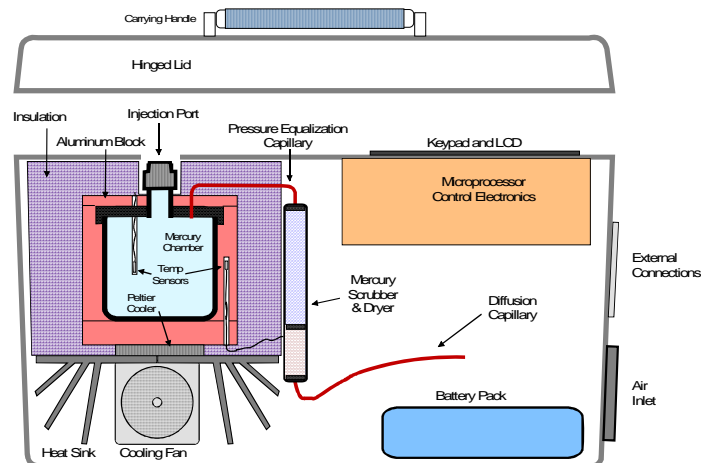 Carrying Handle
Hinged Lid
Insulation
Injection Port
Aluminum Block
Pressure Equalization
Capillary
Keypad and LCD
Microprocessor
Control Electronics
Mercury
Chamber
Temp
Sensors
Peltier
Cooler
Mercury
Scrubber
& Dryer
Diffusion
Capillary
External
Connections
Air
Inlet
Battery Pack
Heat Sink
Cooling Fan